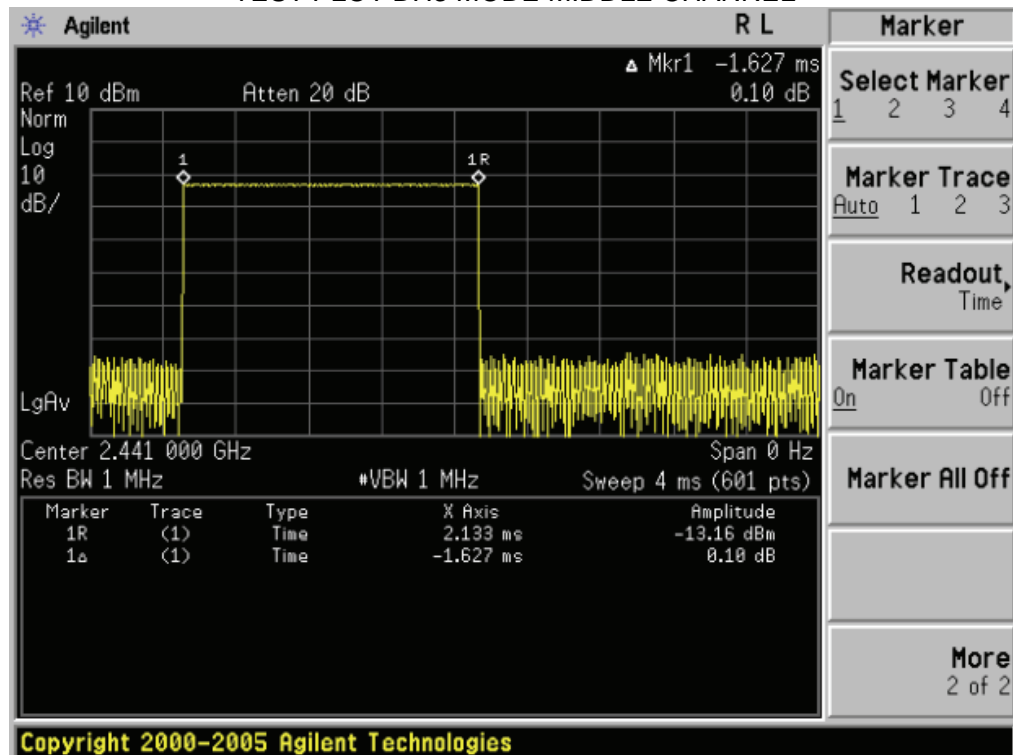 Agilent R L
Δ Mkr1 -1.627 ms
Ref 10 dBm Atten 20 dB 0.10 dB
Norm
Log
10
dB/
1 1R
LgAv
Center 2.441 000 GHz Span 0 Hz
Res BW 1 MHz #VBW 1 MHz Sweep 4 ms (601 pts)
Marker Trace Type X Axis Amplitude
1R (1) Time 2.133 ms -13.16 dBm
1Δ (1) Time -1.627 ms 0.10 dB
Copyright 2000-2005 Agilent Technologies
Marker
Select Marker
1 2 3 4
Marker Trace
Auto 1 2 3
Readout
Time
Marker Table
On Off
Marker All Off
More
2 of 2